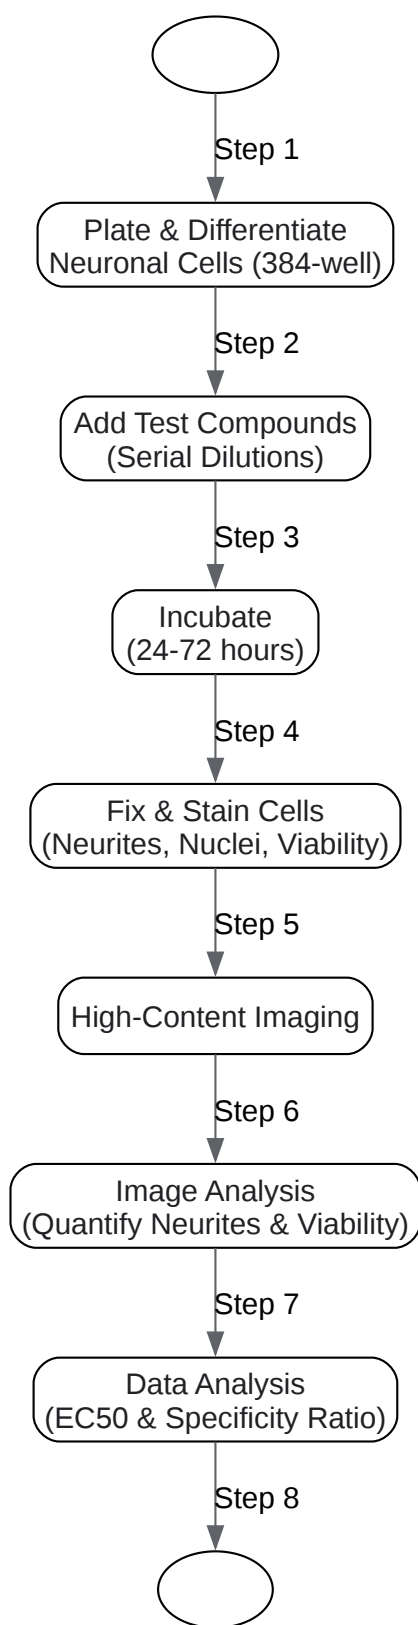 Step 1
Plate & Differentiate
Neuronal Cells (384-well)
Step 2
Add Test Compounds
(Serial Dilutions)
Step 3
Incubate
(24-72 hours)
Step 4
Fix & Stain Cells
(Neurites, Nuclei, Viability)
Step 5
High-Content Imaging
Step 6
Image Analysis
(Quantify Neurites & Viability)
Step 7
Data Analysis
(EC50 & Specificity Ratio)
Step 8